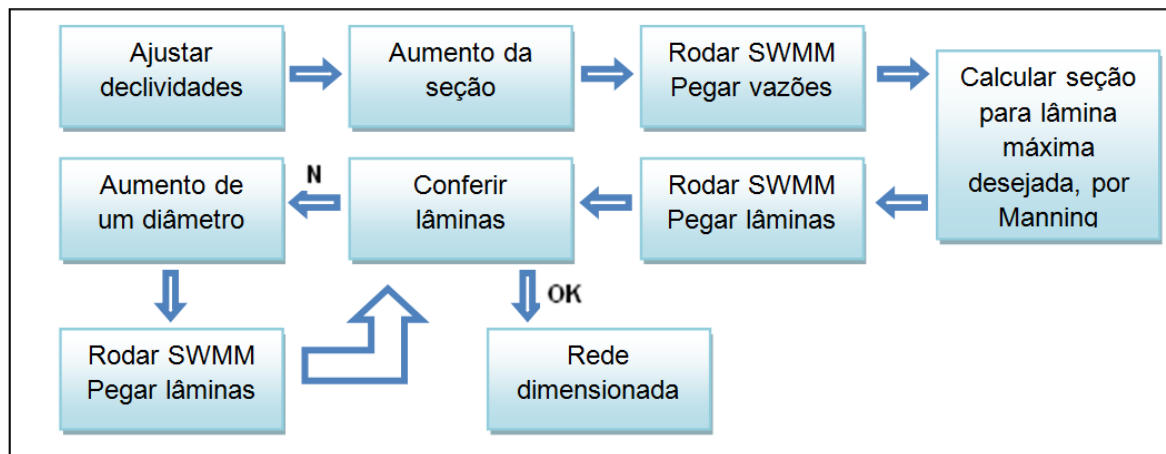 Ajustar
declividades
Aumento da
seção
Rodar SWMM
Pegar vazões
Calcular seção
para lâmina
máxima
desejada, por
Manning
Rodar SWMM
Pegar lâminas
Conferir
lâminas
N
Aumento de
um diâmetro
Rodar SWMM
Pegar lâminas
OK
Rede
dimensionada